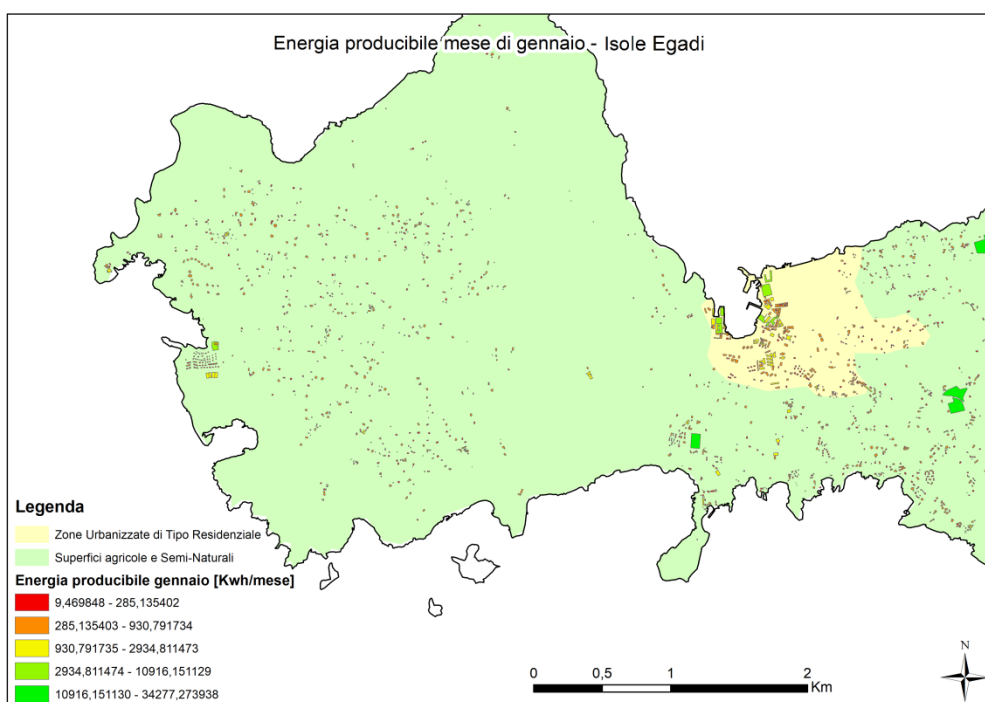 Energia producibile mese di gennaio - Isole Egadi
Legenda
Zone Urbanizzate di Tipo Residenziale
Superfici agricole e Semi-Naturali
Energia producibile gennaio [Kwh/mese]
9,469848 - 285,135402
285,135403 - 930,791734
930,791735 - 2934,811473
2934,811474 - 10916,151129
10916,151130 - 34277,273938
0 0,5 1 2
Km
N